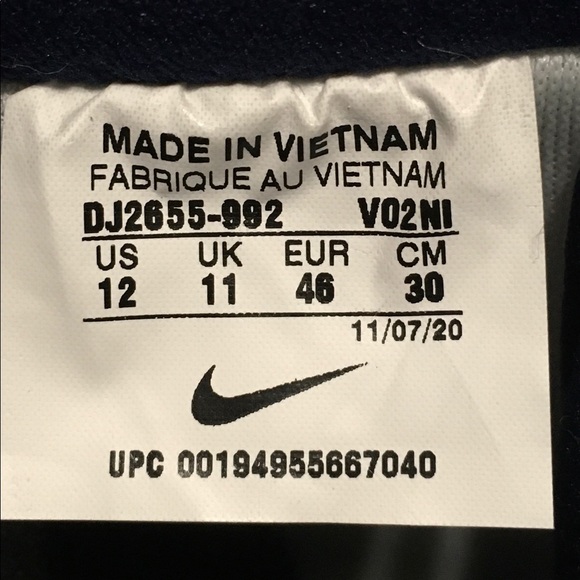 MADE IN VIETNAM
FABRIQUE AU VIETNAM
DJ2655-992 V02NI
US UK EUR CM
12 11 46 30
11/07/20
UPC 00194955667040